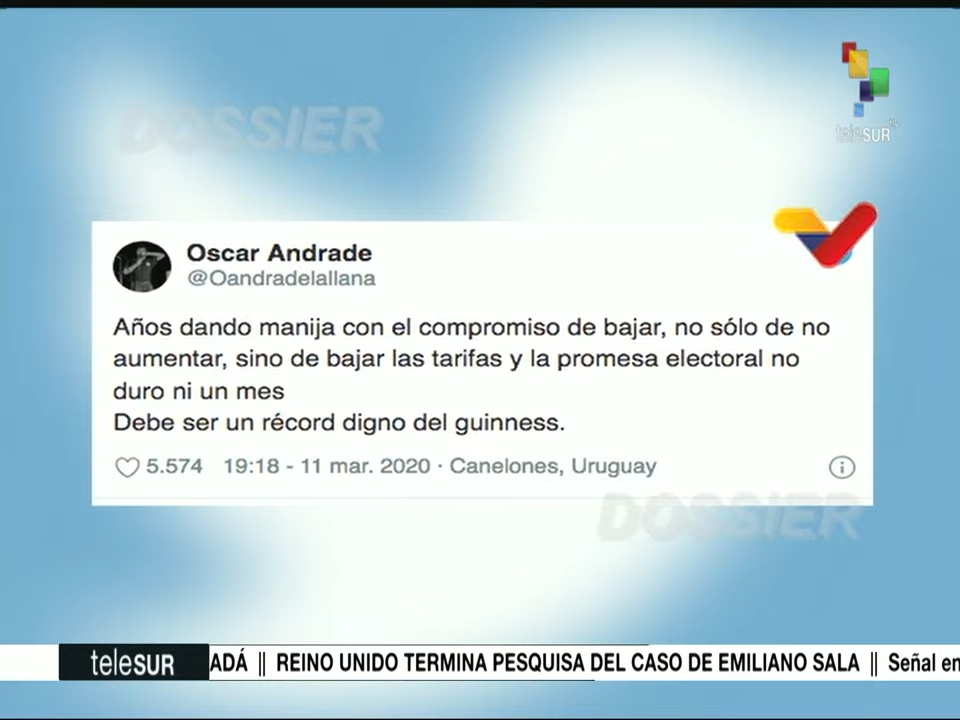 DOSSIER
teleSUR
Oscar Andrade
@Oandradelallana
Años dando manija con el compromiso de bajar, no sólo de no
aumentar, sino de bajar las tarifas y la promesa electoral no
duro ni un mes
Debe ser un récord digno del guinness.
5.574 19:18 - 11 mar. 2020 · Canelones, Uruguay
DOSSIER
teleSUR ADÁ || REINO UNIDO TERMINA PESQUISA DEL CASO DE EMILIANO SALA || Señal en